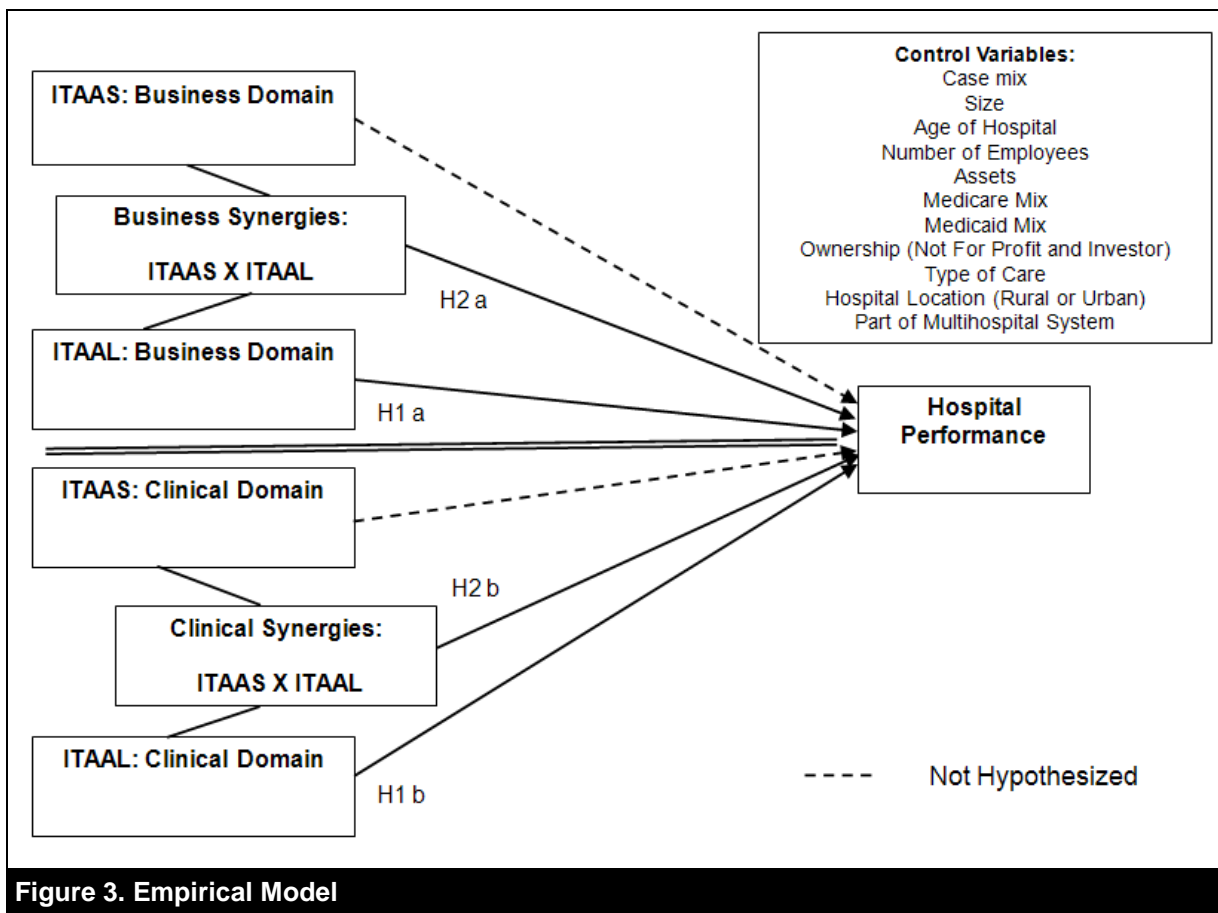 ITAAS: Business Domain
Business Synergies:
ITAAS X ITAAL
ITAAL: Business Domain
H2 a
H1 a
ITAAS: Clinical Domain
Clinical Synergies:
ITAAS X ITAAL
ITAAL: Clinical Domain
H2 b
H1 b
Control Variables:
Case mix
Size
Age of Hospital
Number of Employees
Assets
Medicare Mix
Medicaid Mix
Ownership (Not For Profit and Investor)
Type of Care
Hospital Location (Rural or Urban)
Part of Multihospital System
Hospital
Performance
Not Hypothesized
Figure 3. Empirical Model